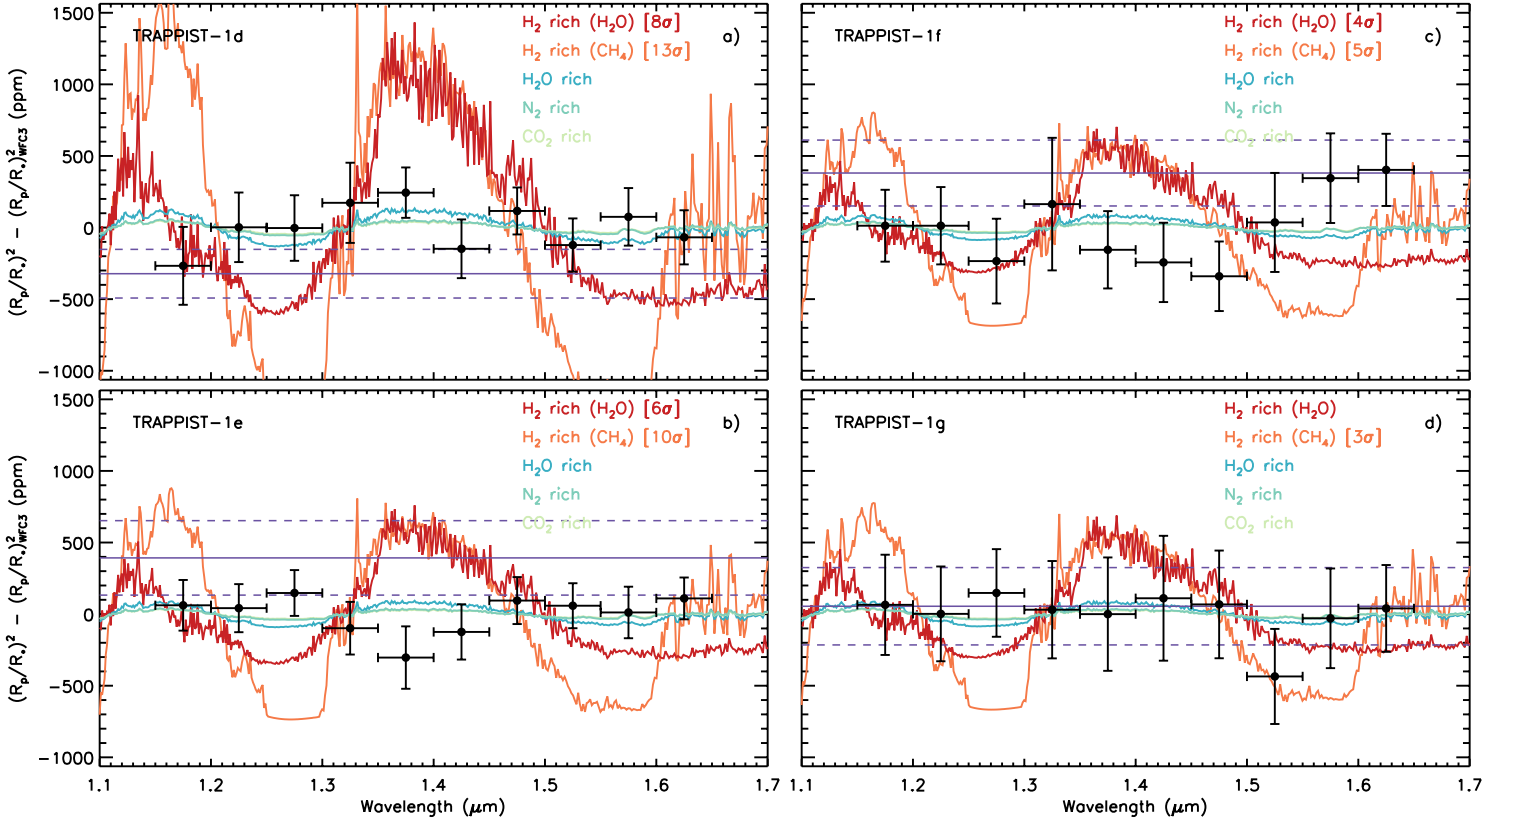 TRAPPIST−1d
a)
H₂ rich (H₂O) [8σ]
H₂ rich (CH₄) [13σ]
H₂O rich
N₂ rich
CO₂ rich
1500
1000
500
0
−500
−1000
(Rₚ/R⋆)² − (Rₚ/R⋆)²WFC3 (ppm)
TRAPPIST−1f
c)
H₂ rich (H₂O) [4σ]
H₂ rich (CH₄) [5σ]
H₂O rich
N₂ rich
CO₂ rich
TRAPPIST−1e
b)
H₂ rich (H₂O) [6σ]
H₂ rich (CH₄) [10σ]
H₂O rich
N₂ rich
CO₂ rich
1500
1000
500
0
−500
−1000
(Rₚ/R⋆)² − (Rₚ/R⋆)²WFC3 (ppm)
1.1 1.2 1.3 1.4 1.5 1.6 1.7
Wavelength (μm)
TRAPPIST−1g
d)
H₂ rich (H₂O)
H₂ rich (CH₄) [3σ]
H₂O rich
N₂ rich
CO₂ rich
1.1 1.2 1.3 1.4 1.5 1.6 1.7
Wavelength (μm)